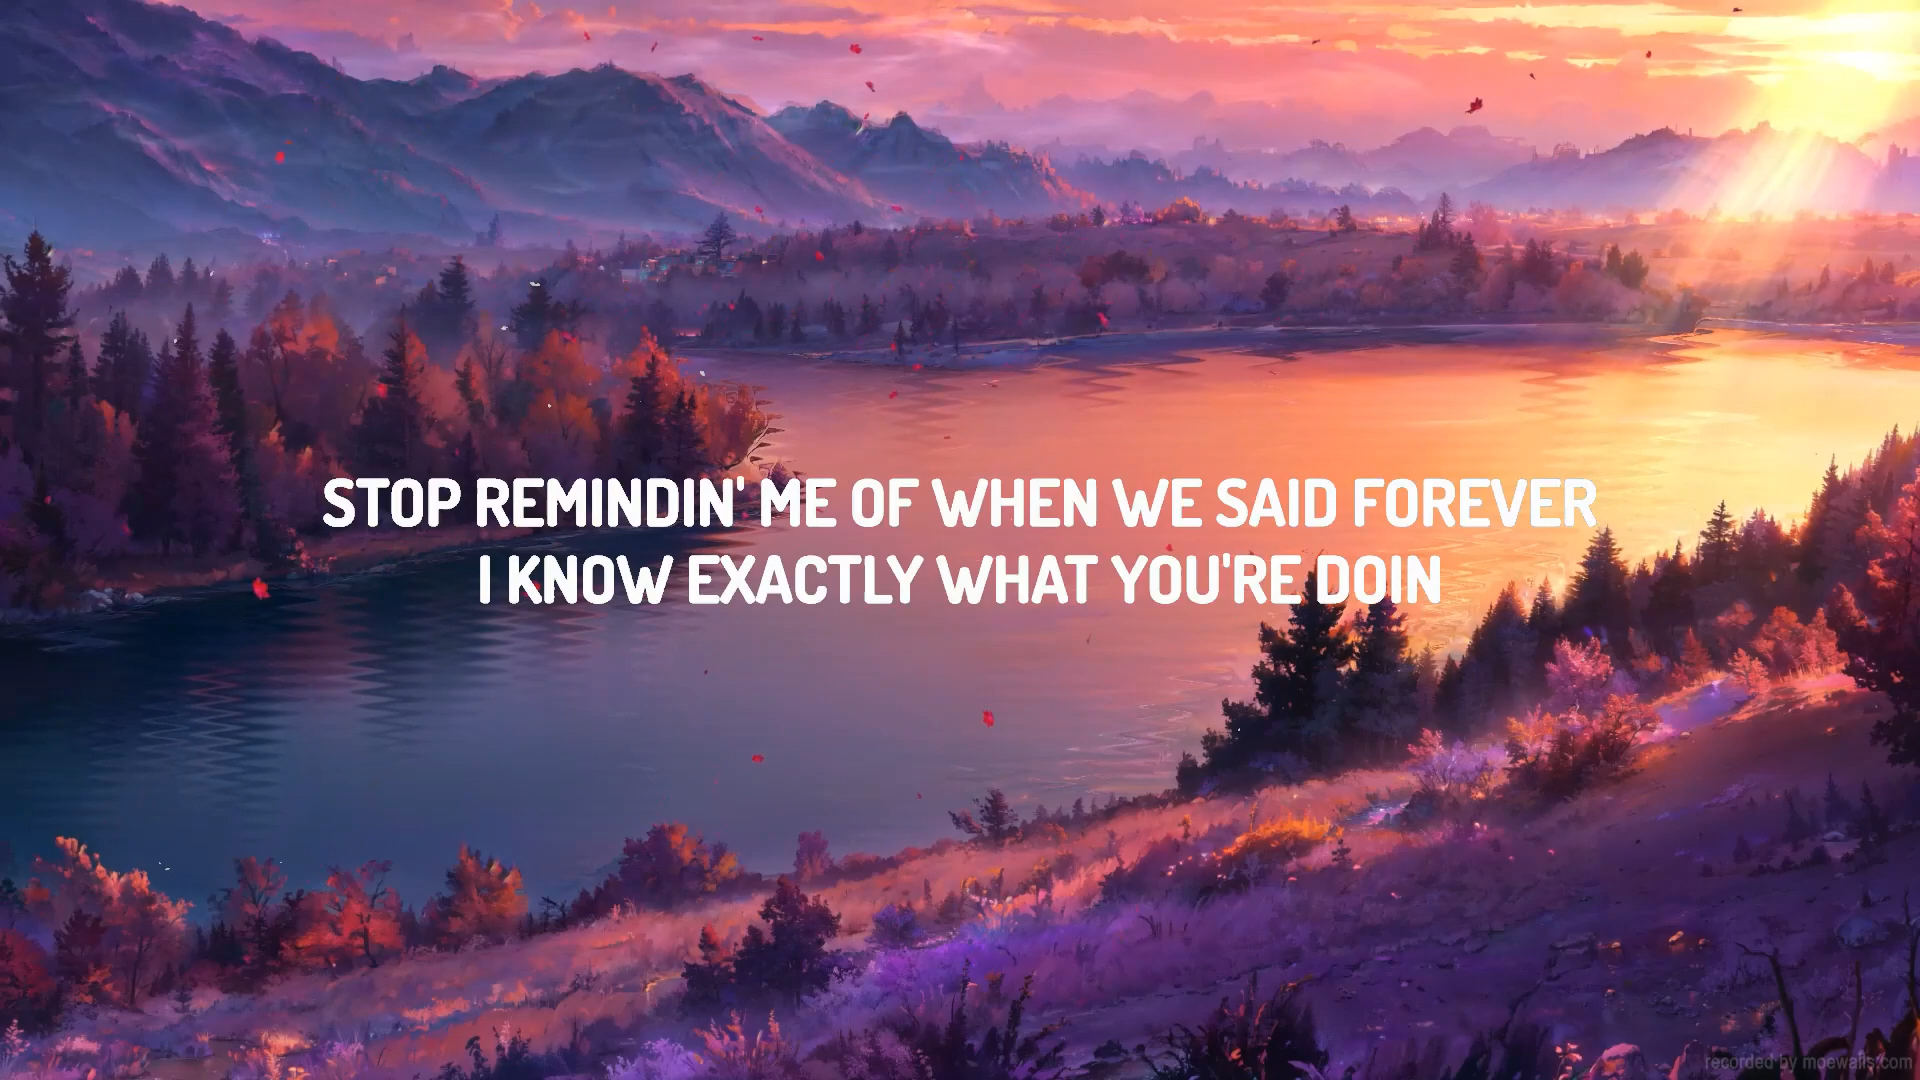 STOP REMINDIN' ME OF WHEN WE SAID FOREVER
I KNOW EXACTLY WHAT YOU'RE DOIN
recorded by moewalls.com